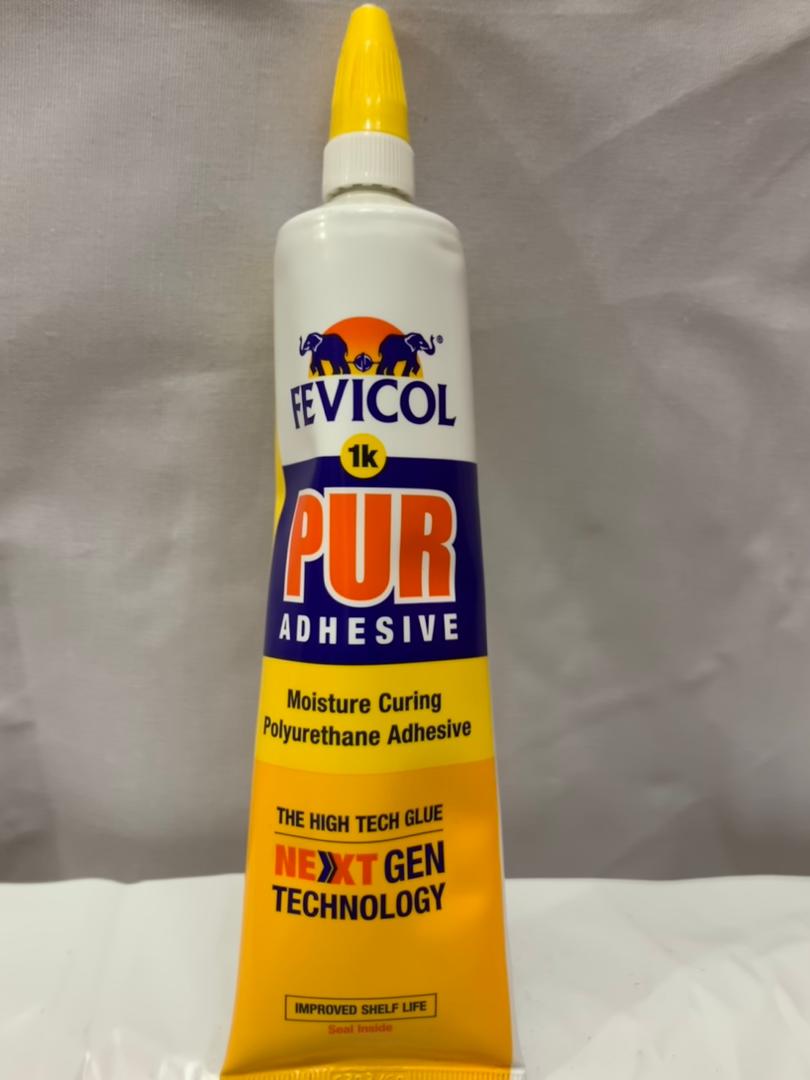 FEVICOL
1k
PUR
ADHESIVE
Moisture Curing
Polyurethane Adhesive
THE HIGH TECH GLUE
NEXT GEN
TECHNOLOGY
IMPROVED SHELF LIFE
Seal Inside